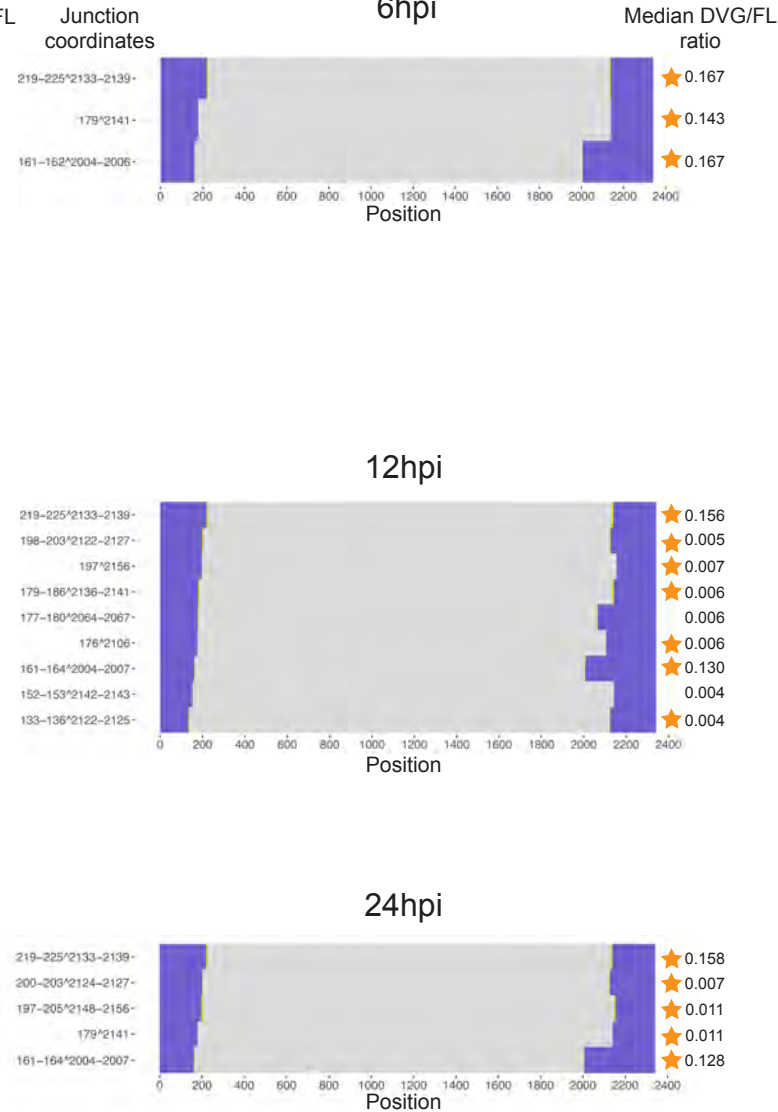 6hpi
FL Junction coordinates Median DVG/FL ratio
219-225^2133-2139- 0.167
179^2141- 0.143
161-162^2004-2006- 0.167
0 200 400 600 800 1000 1200 1400 1600 1800 2000 2200 2400
Position
12hpi
219-225^2133-2139- 0.156
198-203^2122-2127- 0.005
197^2156- 0.007
179-186^2136-2141- 0.006
177-180^2064-2067- 0.006
176^2106- 0.006
161-164^2004-2007- 0.130
152-153^2142-2143- 0.004
133-136^2122-2125- 0.004
0 200 400 600 800 1000 1200 1400 1600 1800 2000 2200 2400
Position
24hpi
219-225^2133-2139- 0.158
200-203^2124-2127- 0.007
197-205^2148-2156- 0.011
179^2141- 0.011
161-164^2004-2007- 0.128
0 200 400 600 800 1000 1200 1400 1600 1800 2000 2200 2400
Position